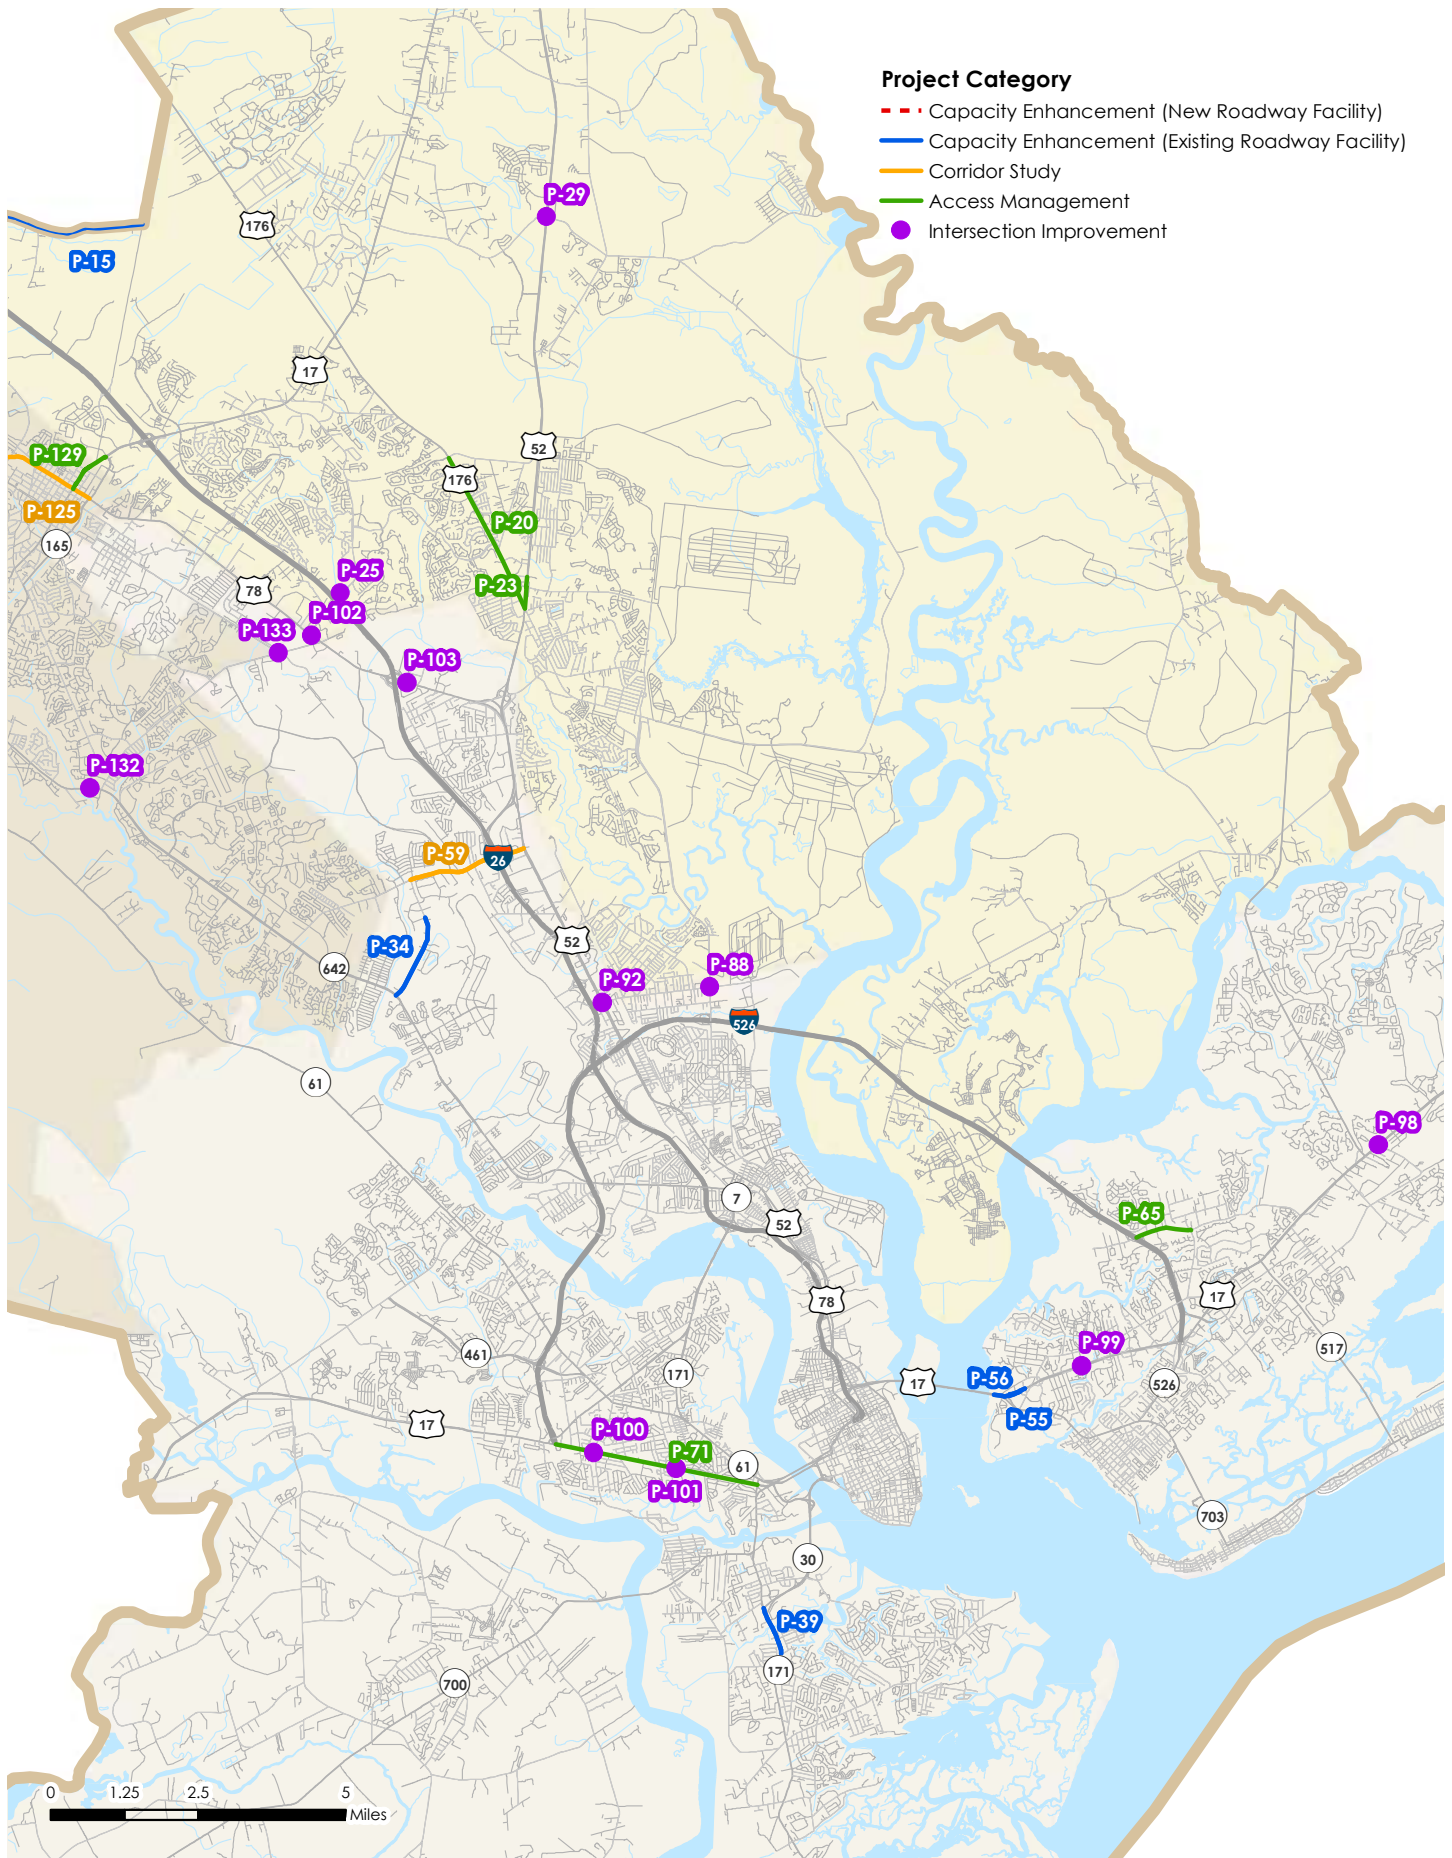 Project Category
Capacity Enhancement (New Roadway Facility)
Capacity Enhancement (Existing Roadway Facility)
Corridor Study
Access Management
Intersection Improvement
P-29
176
P-15
17
52
P-129
176
P-125
P-20
165
P-25
P-23
78
P-102
P-133
P-103
P-132
P-59
26
P-34
52
642
P-88
P-92
526
61
P-98
7
P-65
52
17
78
P-99
517
461
171
P-56
17
526
P-55
17
P-100
P-71
61
P-101
703
30
P-39
171
700
0 1.25 2.5 5
Miles